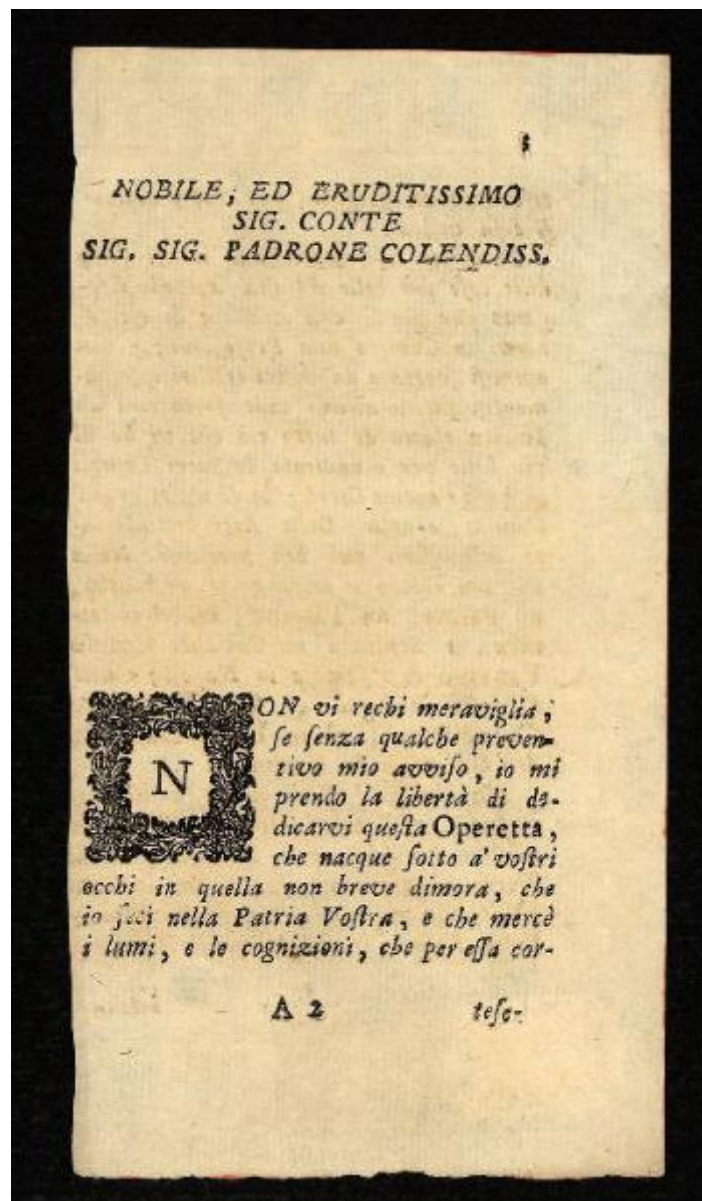 NOBILE, ED ERUDITISSIMO
SIG. CONTE
SIG. SIG. PADRONE COLENDISS.
NON vi rechi meraviglia,
se senza qualche preven-
tivo mio avviso, io mi
prendo la libertà di de-
dicarvi questa Operetta,
che nacque sotto a' vostri
occhi in quella non breve dimora, che
io feci nella Patria Vostra, e che mercè
i lumi, e le cognizioni, che per essa cor-
A 2 tese-